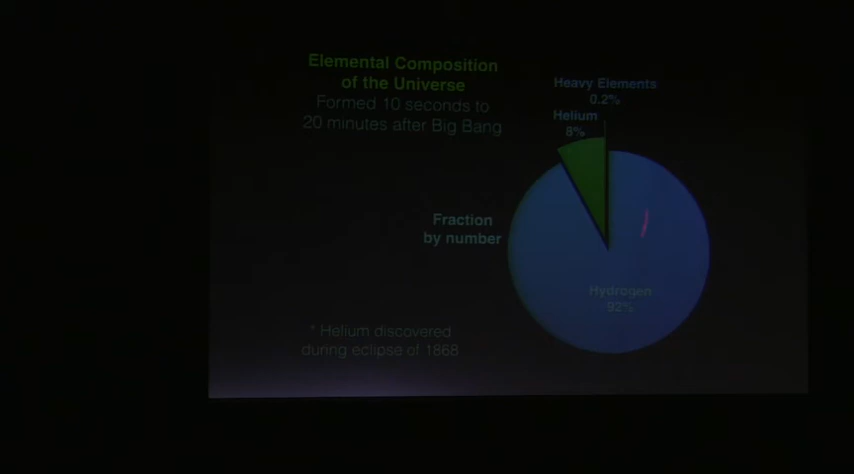 Elemental Composition
of the Universe
Formed 10 seconds to
20 minutes after Big Bang
Heavy Elements
0.2%
Helium
8%
Fraction
by number
Hydrogen
92%
* Helium discovered
during eclipse of 1868